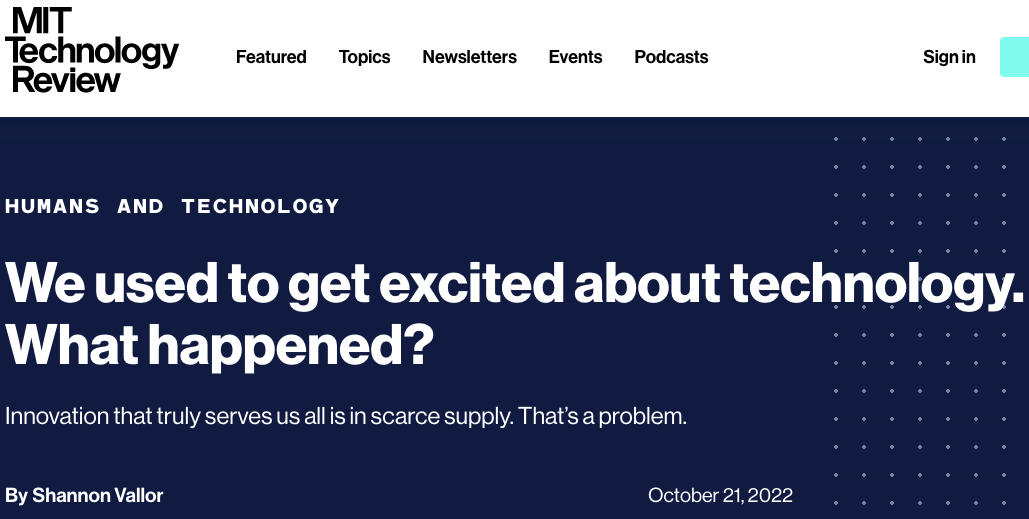 MIT
Technology
Review
Featured Topics Newsletters Events Podcasts Sign in
HUMANS AND TECHNOLOGY
We used to get excited about technology.
What happened?
Innovation that truly serves us all is in scarce supply. That’s a problem.
By Shannon Vallor October 21, 2022